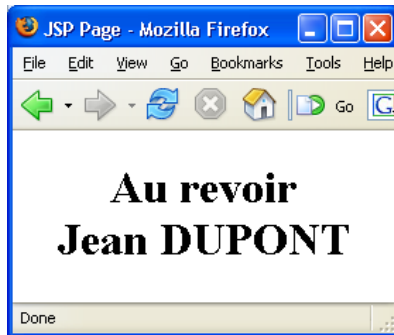 JSP Page - Mozilla Firefox
File Edit View Go Bookmarks Tools Help
Go G
Au revoir
Jean DUPONT
Done